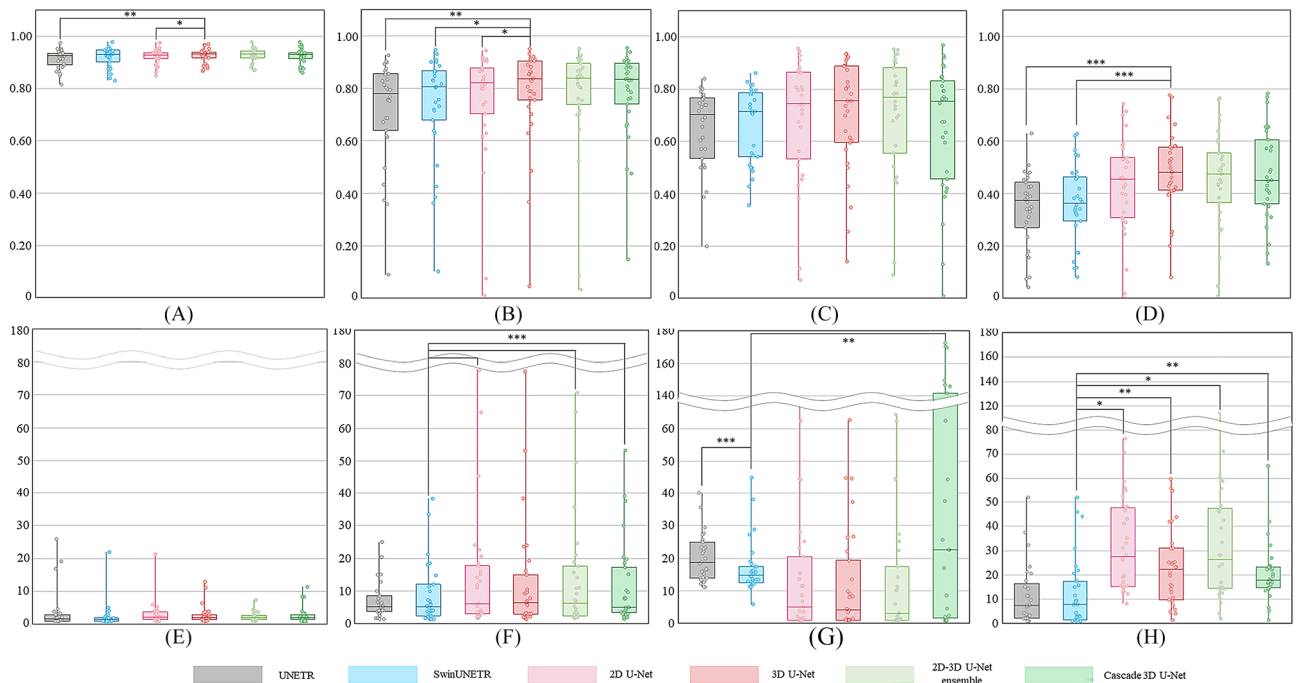 ** * ** * * *** ***
1.00 1.00 1.00 1.00
0.80 0.80 0.80 0.80
0.60 0.60 0.60 0.60
0.40 0.40 0.40 0.40
0.20 0.20 0.20 0.20
0 0 0 0
(A) (B) (C) (D)
180 180 180 180
*** ** *** ** * ** *
80 80 160 160
70 70 140 140
60 60 180 120
50 50 60 80
40 40 50 60
30 30 40 50
20 20 30 40
10 10 20 30
0 0 10 20
0 10
0
(E) (F) (G) (H)
UNETR SwinUNETR 2D U-Net 3D U-Net 2D-3D U-Net Cascade 3D U-Net
ensemble